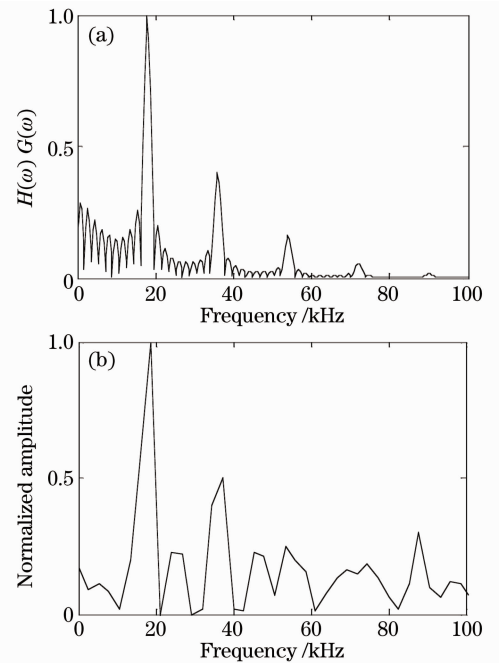 (a)
1.0
0.5
0
H(ω) G(ω)
0 20 40 60 80 100
Frequency /kHz
(b)
1.0
0.5
0
Normalized amplitude
0 20 40 60 80 100
Frequency /kHz